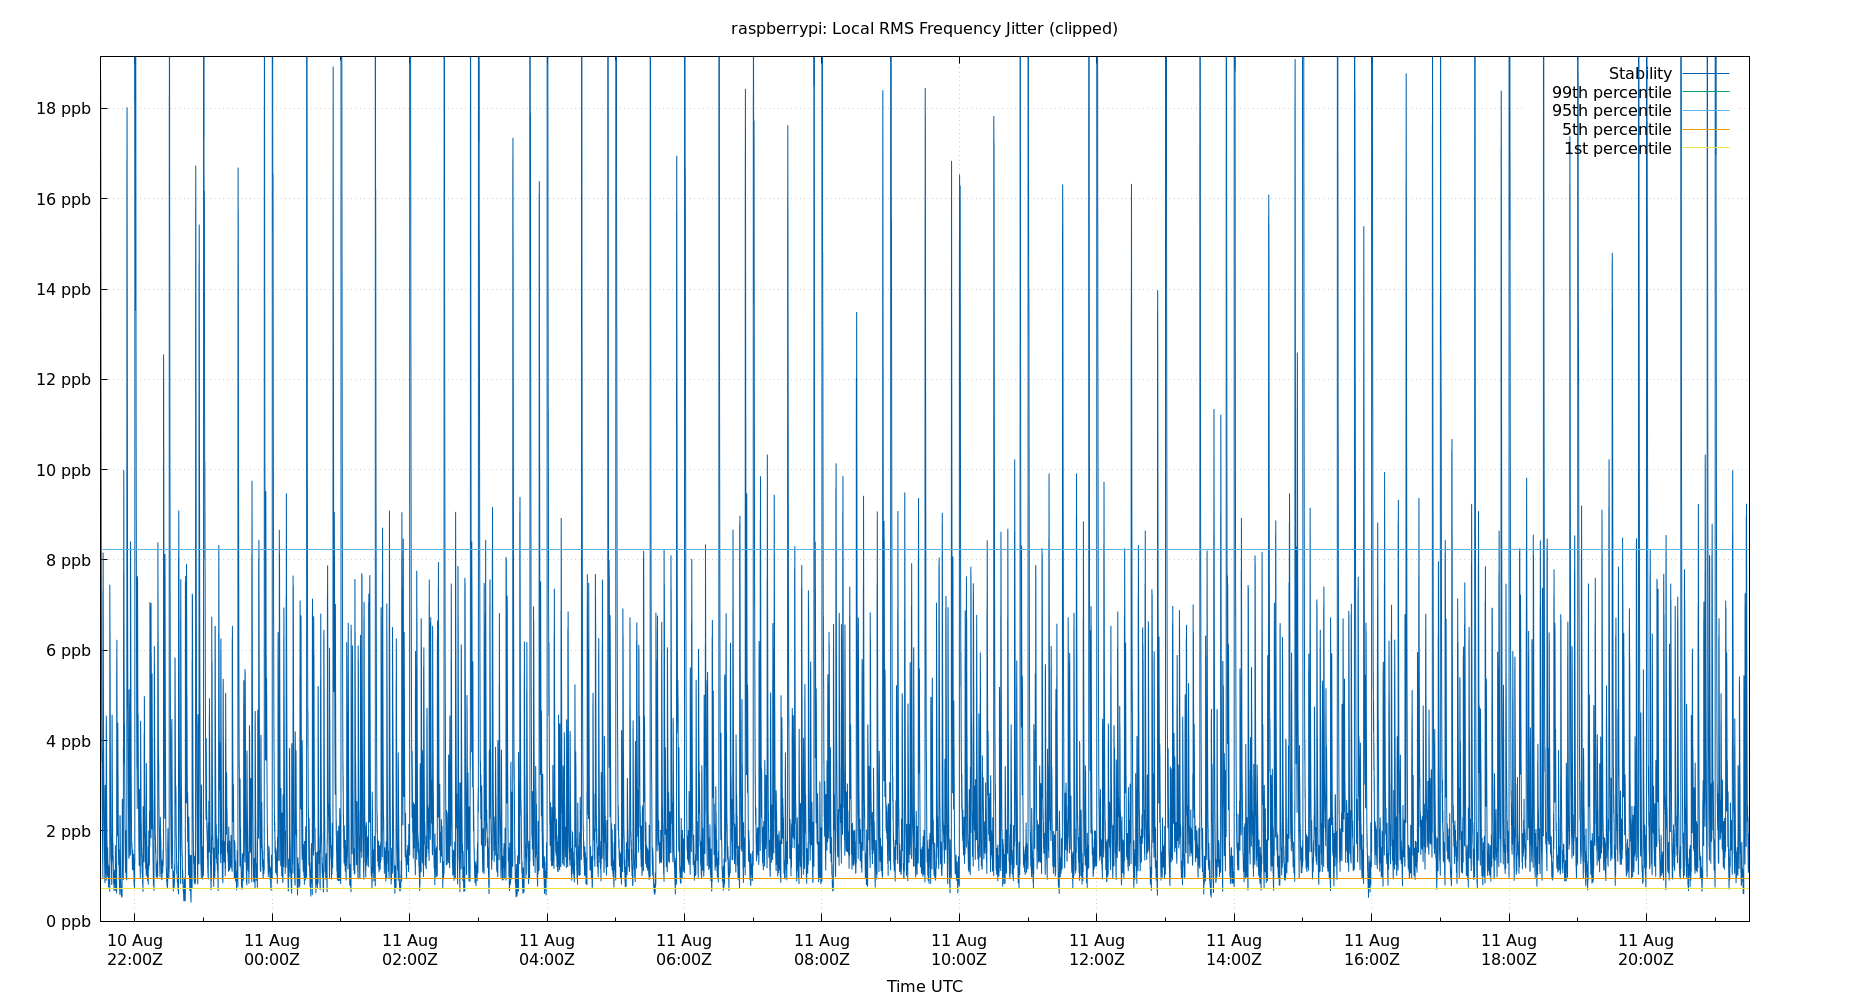 raspberrypi: Local RMS Frequency Jitter (clipped)
Stability
99th percentile
95th percentile
5th percentile
1st percentile
18 ppb
16 ppb
14 ppb
12 ppb
10 ppb
8 ppb
6 ppb
4 ppb
2 ppb
0 ppb
10 Aug 11 Aug 11 Aug 11 Aug 11 Aug 11 Aug 11 Aug 11 Aug 11 Aug 11 Aug 11 Aug 11 Aug
22:00Z 00:00Z 02:00Z 04:00Z 06:00Z 08:00Z 10:00Z 12:00Z 14:00Z 16:00Z 18:00Z 20:00Z
Time UTC